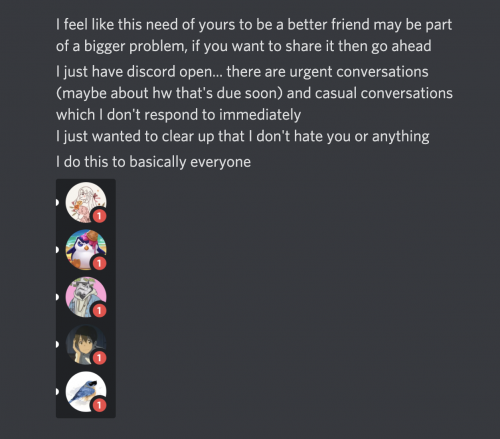 I feel like this need of yours to be a better friend may be part
of a bigger problem, if you want to share it then go ahead
I just have discord open... there are urgent conversations
(maybe about hw that's due soon) and casual conversations
which I don't respond to immediately
I just wanted to clear up that I don't hate you or anything
I do this to basically everyone
1
1
1
1
1